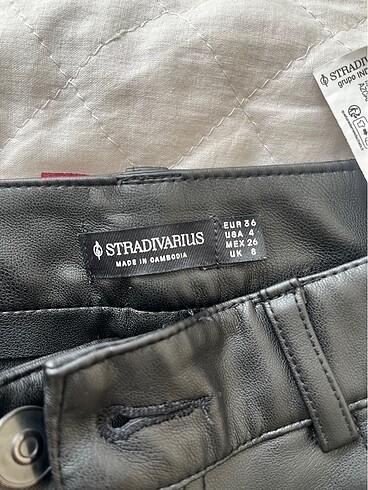 STRADIV
grupo IND
STRADIVARIUS
MADE IN CAMBODIA
EUR 36
USA 4
MEX 26
UK 8